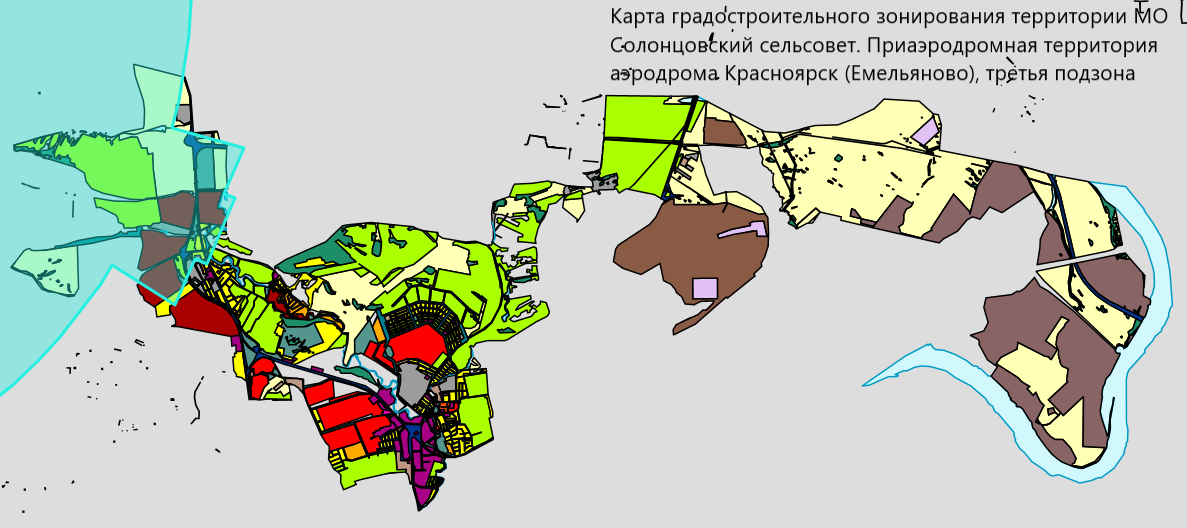 Карта градостроительного зонирования территории МО
Солонцовский сельсовет. Приаэродромная территория
аэродрома Красноярск (Емельяново), третья подзона